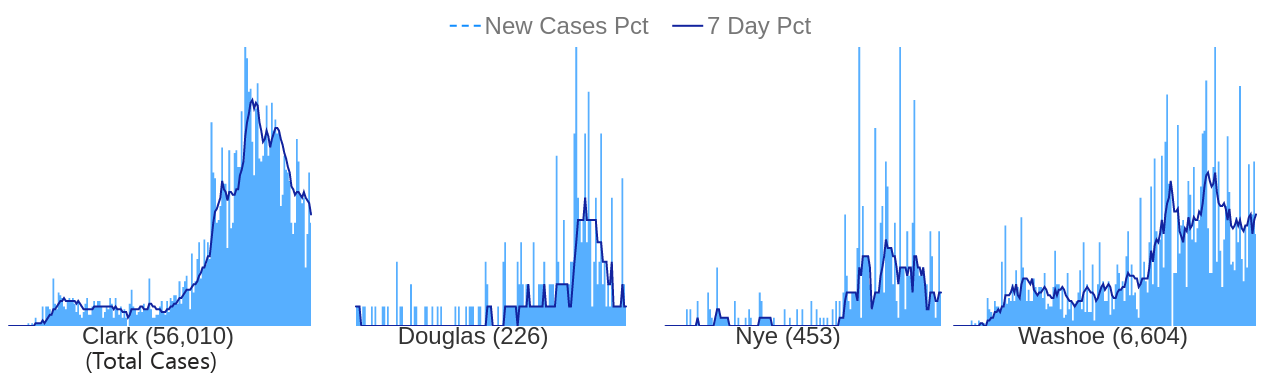 New Cases Pct 7 Day Pct
Clark (56,010) Douglas (226) Nye (453) Washoe (6,604)
(Total Cases)